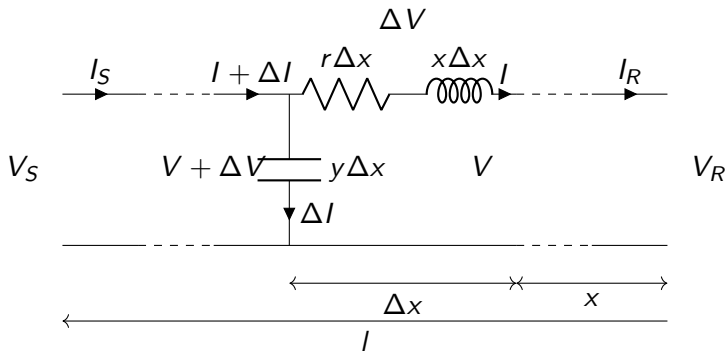 ΔV
rΔx xΔx
I_S I + ΔI I I_R
V_S V + ΔV yΔx V V_R
ΔI
Δx x
l